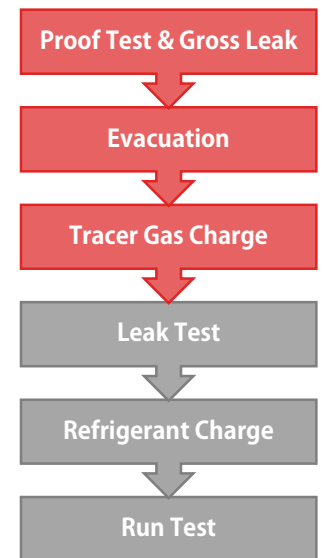 Proof Test & Gross Leak
Evacuation
Tracer Gas Charge
Leak Test
Refrigerant Charge
Run Test